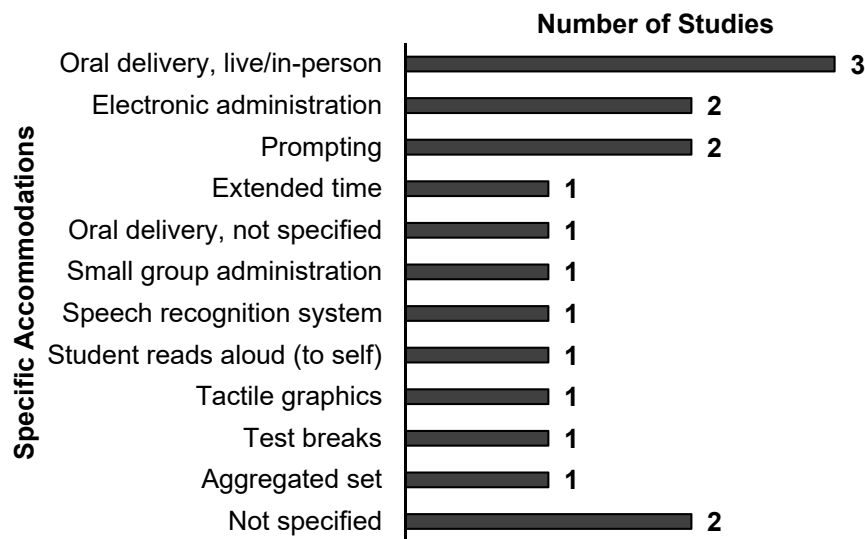 Number of Studies
Specific Accommodations
Oral delivery, live/in-person 3
Electronic administration 2
Prompting 2
Extended time 1
Oral delivery, not specified 1
Small group administration 1
Speech recognition system 1
Student reads aloud (to self) 1
Tactile graphics 1
Test breaks 1
Aggregated set 1
Not specified 2